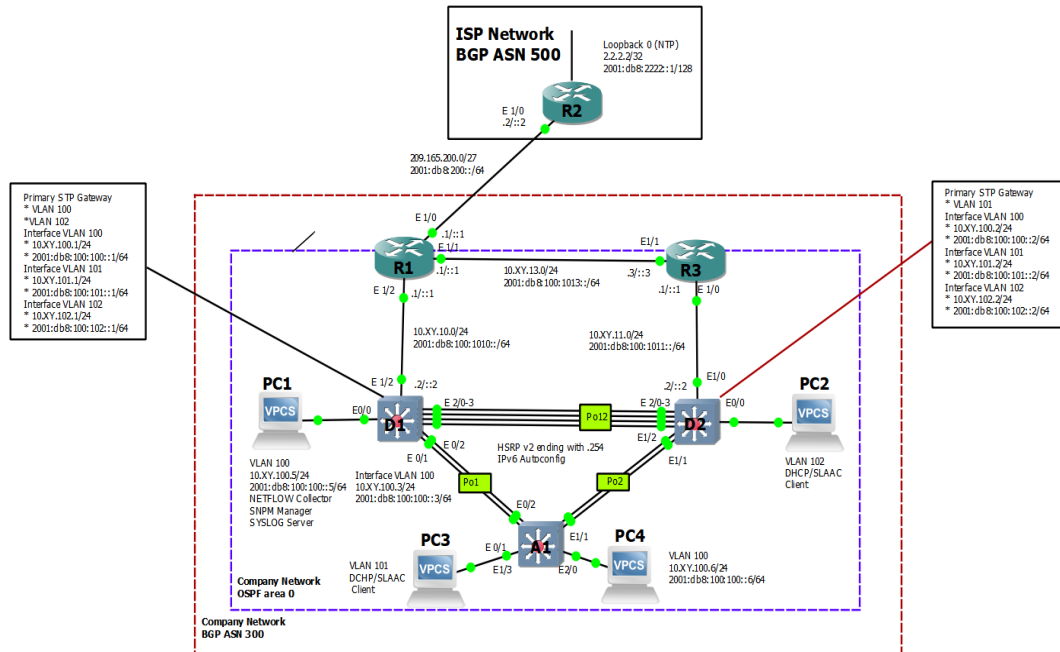 ISP Network
BGP ASN 500
Loopback 0 (NTP)
2.2.2.2/32
2001:db8:2222::1/128
R2
E 1/0
.2/::2
209.165.200.0/27
2001:db8:200::/64
Primary STP Gateway
* VLAN 100
*VLAN 102
Interface VLAN 100
* 10.XY.100.1/24
* 2001:db8:100:100::1/64
Interface VLAN 101
* 10.XY.101.1/24
* 2001:db8:100:101::1/64
Interface VLAN 102
* 10.XY.102.1/24
* 2001:db8:100:102::1/64
Primary STP Gateway
* VLAN 101
Interface VLAN 100
* 10.XY.100.2/24
* 2001:db8:100:100::2/64
Interface VLAN 101
* 10.XY.101.2/24
* 2001:db8:100:101::2/64
Interface VLAN 102
* 10.XY.102.2/24
* 2001:db8:100:102::2/64
E 1/0
.1/::1
E 1/1
.1/::1
R1
E 1/2
.1/::1
10.XY.13.0/24
2001:db8:100:1013::/64
E1/1
.3/::3
R3
.1/::1
E 1/0
10.XY.10.0/24
2001:db8:100:1010::/64
10.XY.11.0/24
2001:db8:100:1011::/64
E 1/2
.2/::2
E1/0
.2/::2
PC1
VPCS
E0/0
D1
E 2/0-3
Po12
E 2/0-3
D2
E0/0
PC2
VPCS
E 0/2
E 0/1
HSRP v2 ending with .254
IPv6 Autoconfig
E1/2
E1/1
VLAN 100
10.XY.100.5/24
2001:db8:100:100::5/64
NETFLOW Collector
SNPM Manager
SYSLOG Server
Interface VLAN 100
10.XY.100.3/24
2001:db8:100:100::3/64
Po1
Po2
VLAN 102
DHCP/SLAAC
Client
E0/2
E1/1
PC3
VPCS
E 0/1
E1/3
A1
E2/0
PC4
VPCS
VLAN 101
DCHP/SLAAC
Client
VLAN 100
10.XY.100.6/24
2001:db8:100:100::6/64
Company Network
OSPF area 0
Company Network
BGP ASN 300